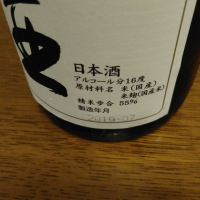 日本酒
アルコール分16度
原材料名 米(国産)
米麹(国産米)
精米歩合 55%
製造年月
2019.07